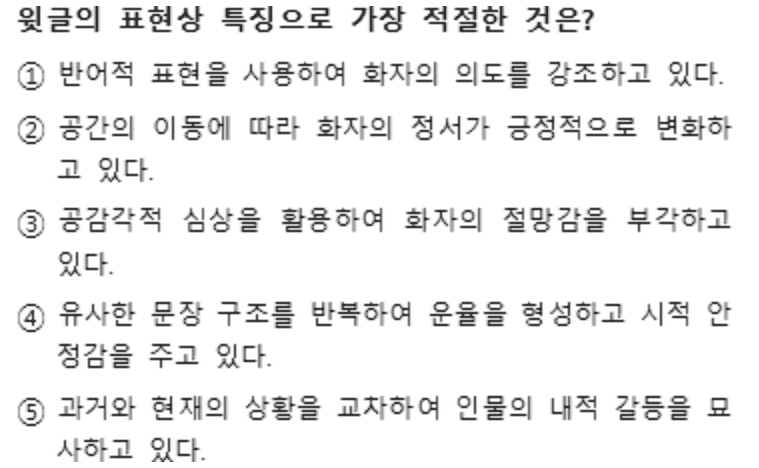 윗글의 표현상 특징으로 가장 적절한 것은?
① 반어적 표현을 사용하여 화자의 의도를 강조하고 있다.
② 공간의 이동에 따라 화자의 정서가 긍정적으로 변화하
고 있다.
③ 공감각적 심상을 활용하여 화자의 절망감을 부각하고
있다.
④ 유사한 문장 구조를 반복하여 운율을 형성하고 시적 안
정감을 주고 있다.
⑤ 과거와 현재의 상황을 교차하여 인물의 내적 갈등을 묘
사하고 있다.